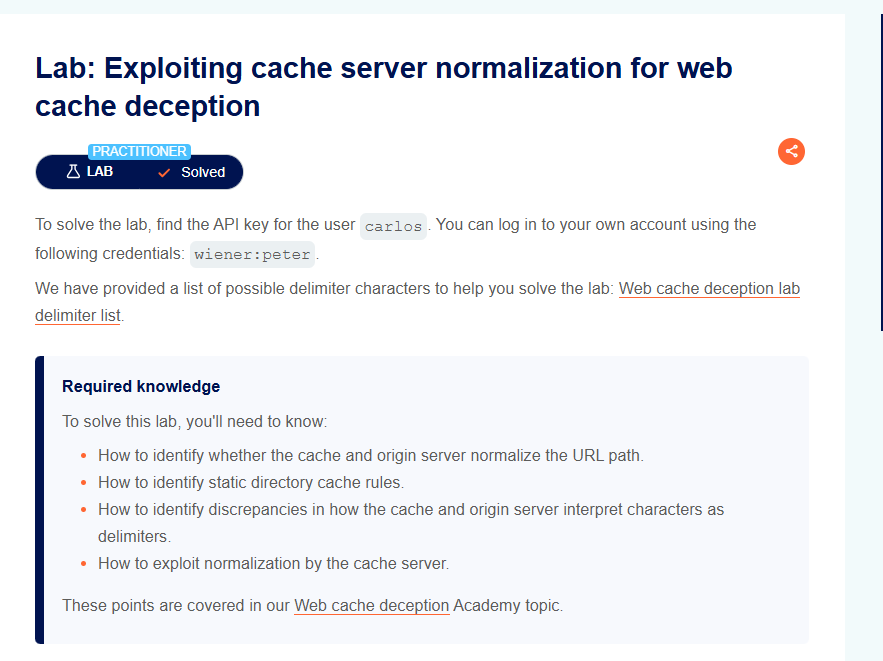 Lab: Exploiting cache server normalization for web
cache deception
PRACTITIONER
LAB Solved
To solve the lab, find the API key for the user carlos. You can log in to your own account using the
following credentials: wiener:peter.
We have provided a list of possible delimiter characters to help you solve the lab: Web cache deception lab
delimiter list.
Required knowledge
To solve this lab, you'll need to know:
• How to identify whether the cache and origin server normalize the URL path.
• How to identify static directory cache rules.
• How to identify discrepancies in how the cache and origin server interpret characters as
delimiters.
• How to exploit normalization by the cache server.
These points are covered in our Web cache deception Academy topic.